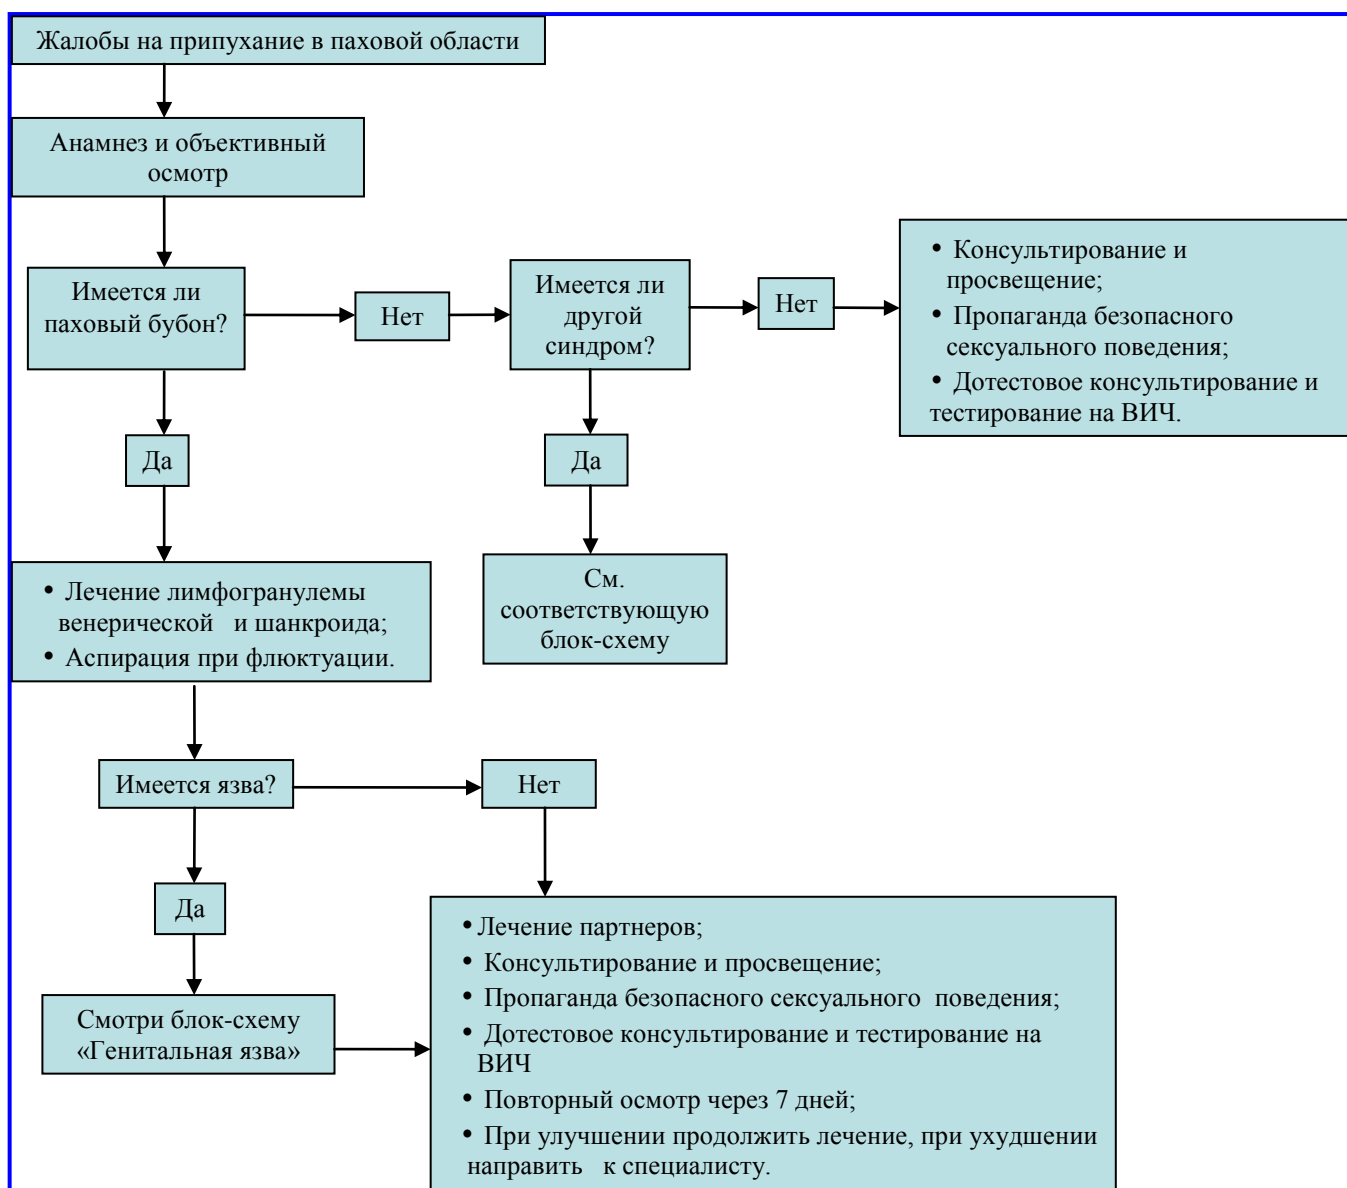 Жалобы на припухание в паховой области
Анамнез и объективный
осмотр
Имеется ли
паховый бубон?
Нет
Имеется ли
другой
синдром?
Нет
• Консультирование и
просвещение;
• Пропаганда безопасного
сексуального поведения;
• Дотестовое консультирование и
тестирование на ВИЧ.
Да
Да
• Лечение лимфогранулемы
венерической и шанкроида;
• Аспирация при флюктуации.
См.
соответствующую
блок-схему
Имеется язва?
Нет
Да
Смотри блок-схему
«Генитальная язва»
• Лечение партнеров;
• Консультирование и просвещение;
• Пропаганда безопасного сексуального поведения;
• Дотестовое консультирование и тестирование на
ВИЧ
• Повторный осмотр через 7 дней;
• При улучшении продолжить лечение, при ухудшении
направить к специалисту.